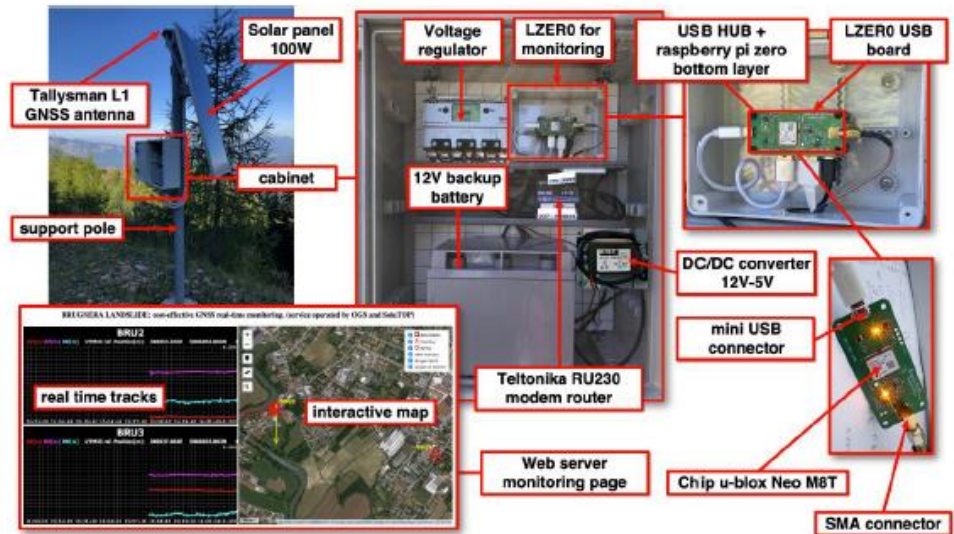 Solar panel
100W
Tallysman L1
GNSS antenna
cabinet
support pole
Voltage
regulator
LZER0 for
monitoring
USB HUB +
raspberry pi zero
bottom layer
LZER0 USB
board
12V backup
battery
DC/DC converter
12V-5V
mini USB
connector
Teltonika RU230
modem router
Chip u-blox Neo M8T
SMA connector
BRUGNERA LANDSLIDE: cost-effective GNSS real-time monitoring. (service operated by OGS and SoluTOP)
BRU2
real time tracks
BRU3
interactive map
Web server
monitoring page